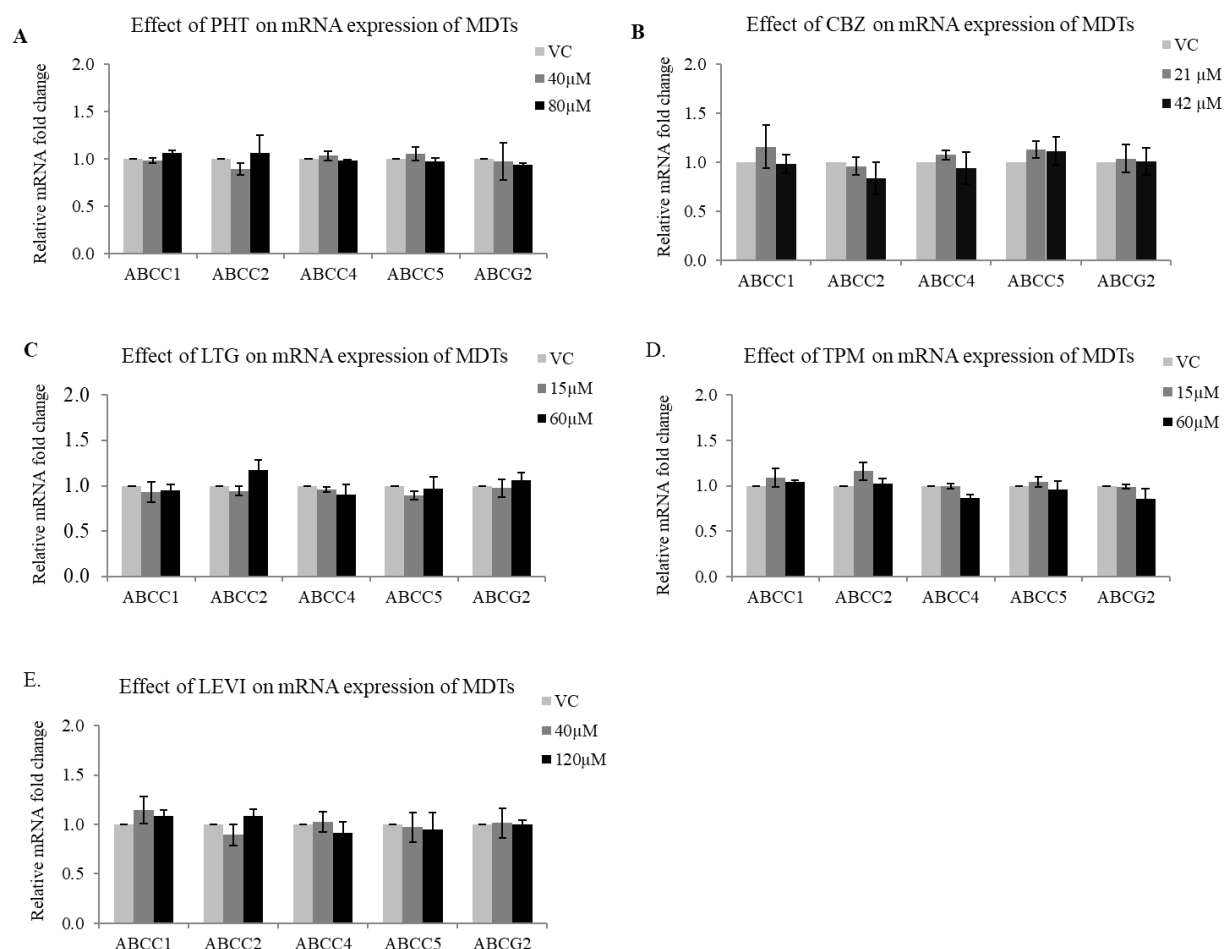 A
Effect of PHT on mRNA expression of MDTs
VC
40µM
80µM
Relative mRNA fold change
2.0
1.5
1.0
0.5
0.0
ABCC1 ABCC2 ABCC4 ABCC5 ABCG2
B
Effect of CBZ on mRNA expression of MDTs
VC
21 µM
42 µM
Relative mRNA fold change
2.0
1.5
1.0
0.5
0.0
ABCC1 ABCC2 ABCC4 ABCC5 ABCG2
C
Effect of LTG on mRNA expression of MDTs
VC
15µM
60µM
Relative mRNA fold change
2.0
1.5
1.0
0.5
0.0
ABCC1 ABCC2 ABCC4 ABCC5 ABCG2
D.
Effect of TPM on mRNA expression of MDTs
VC
15µM
60µM
Relative mRNA fold change
2.0
1.5
1.0
0.5
0.0
ABCC1 ABCC2 ABCC4 ABCC5 ABCG2
E.
Effect of LEVI on mRNA expression of MDTs
VC
40µM
120µM
Relative mRNA fold change
2.0
1.5
1.0
0.5
0.0
ABCC1 ABCC2 ABCC4 ABCC5 ABCG2